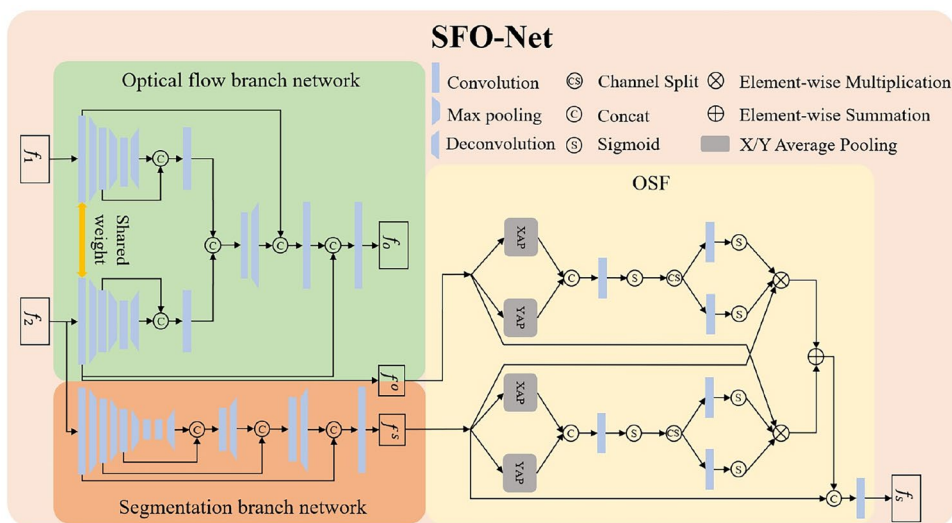 SFO-Net
Optical flow branch network
Convolution
CS
Channel Split
Element-wise Multiplication
Max pooling
C
Concat
Element-wise Summation
Deconvolution
S
Sigmoid
X/Y Average Pooling
OSF
f1
C
Shared
weight
C
C
C
fo
f2
C
XAP
YAP
C
S
CS
S
S
f'o
f's
C
C
C
XAP
YAP
C
S
CS
S
S
C
fs
Segmentation branch network